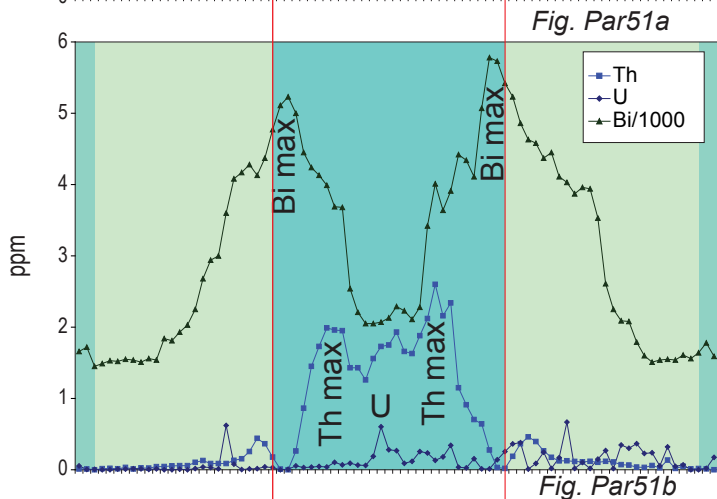 0
Fig. Par51a
6
5
4
3
2
1
0
ppm
Th
U
Bi/1000
Bi max
Bi max
Th max
U
Th max
Fig. Par51b